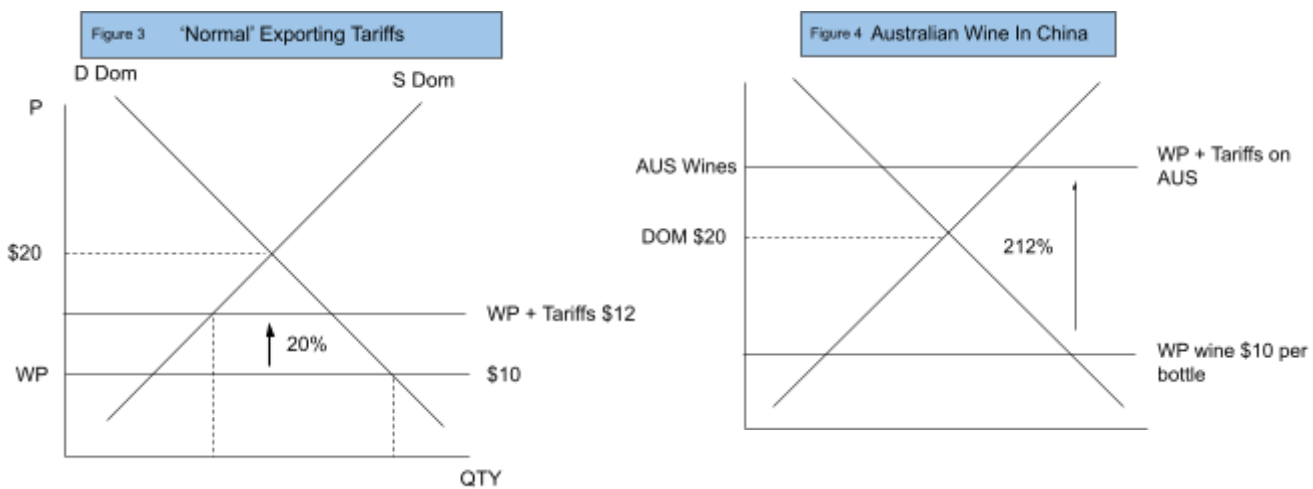 Figure 3 'Normal' Exporting Tariffs
D Dom
S Dom
P
$20
WP + Tariffs $12
20%
WP
$10
QTY
Figure 4 Australian Wine In China
AUS Wines
WP + Tariffs on
AUS
DOM $20
212%
WP wine $10 per
bottle